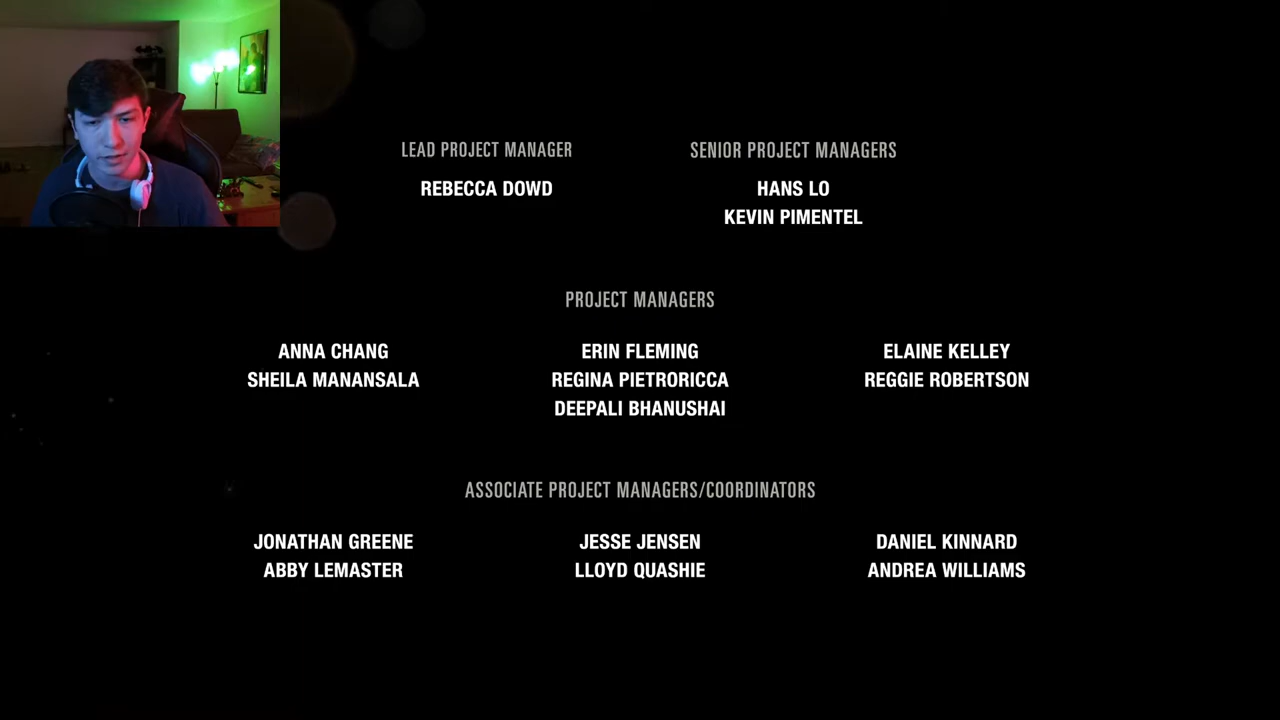 LEAD PROJECT MANAGER
REBECCA DOWD
SENIOR PROJECT MANAGERS
HANS LO
KEVIN PIMENTEL
PROJECT MANAGERS
ANNA CHANG
SHEILA MANANSALA
ERIN FLEMING
REGINA PIETRORICCA
DEEPALI BHANUSHAI
ELAINE KELLEY
REGGIE ROBERTSON
ASSOCIATE PROJECT MANAGERS/COORDINATORS
JONATHAN GREENE
ABBY LEMASTER
JESSE JENSEN
LLOYD QUASHIE
DANIEL KINNARD
ANDREA WILLIAMS